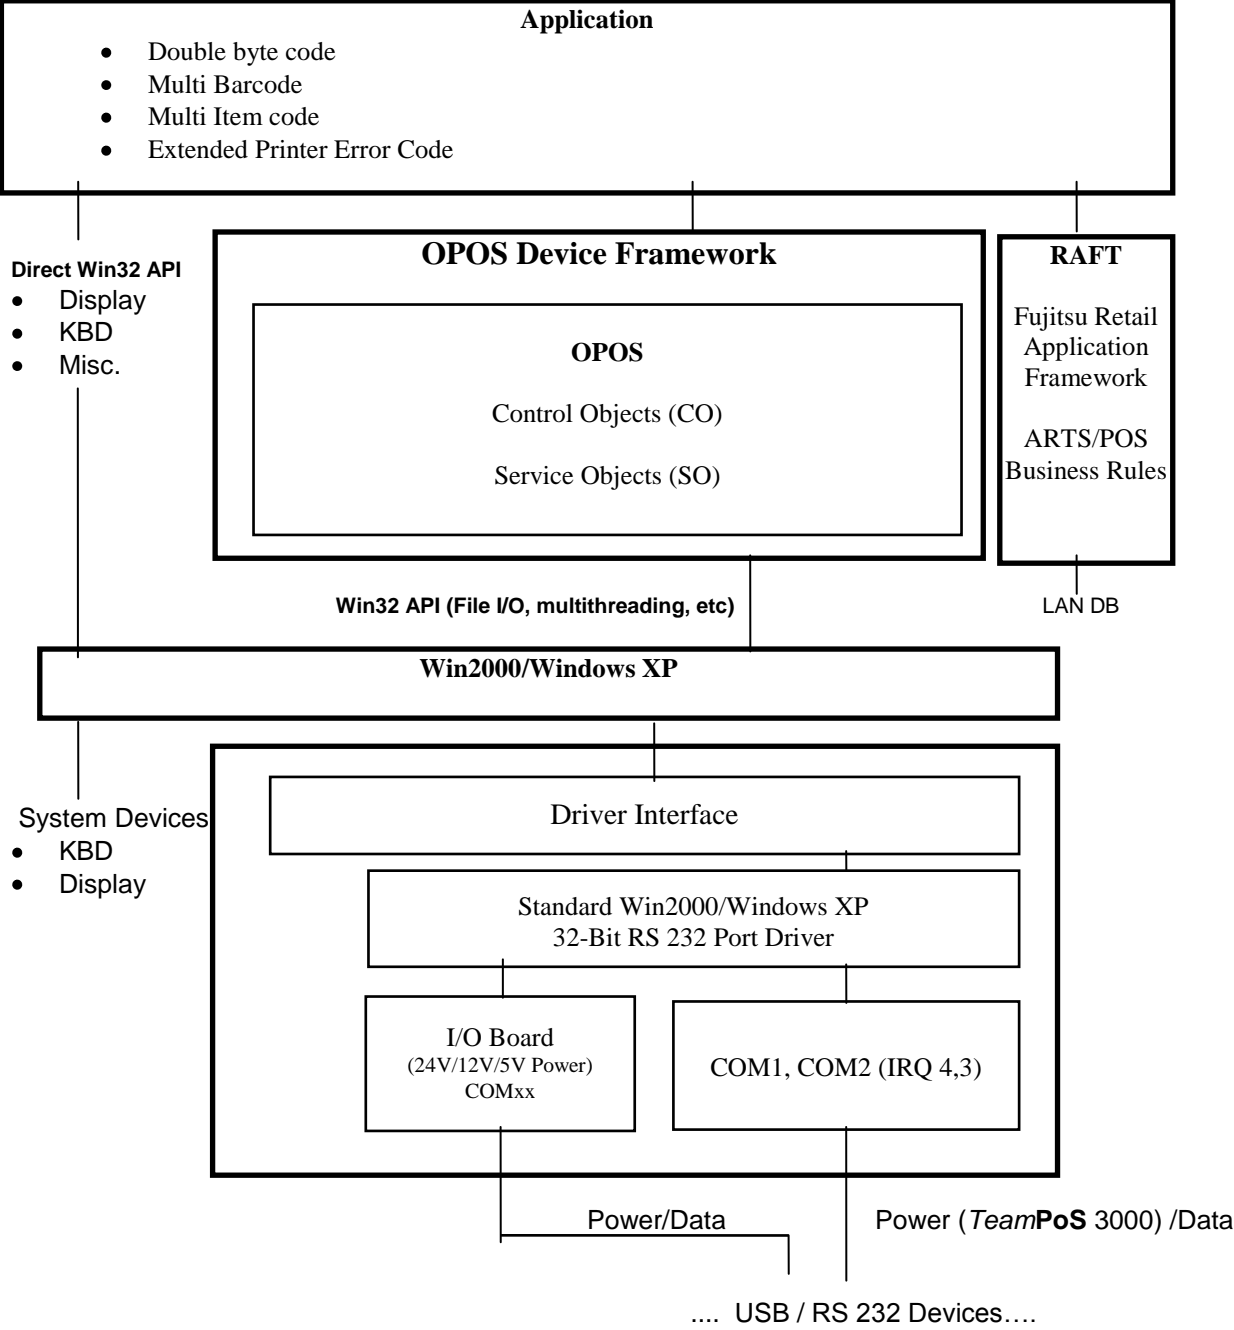 Application
• Double byte code
• Multi Barcode
• Multi Item code
• Extended Printer Error Code
Direct Win32 API
• Display
• KBD
• Misc.
OPOS Device Framework
OPOS
Control Objects (CO)
Service Objects (SO)
RAFT
Fujitsu Retail
Application
Framework
ARTS/POS
Business Rules
Win32 API (File I/O, multithreading, etc)
LAN DB
Win2000/Windows XP
System Devices
• KBD
• Display
Driver Interface
Standard Win2000/Windows XP
32-Bit RS 232 Port Driver
I/O Board
(24V/12V/5V Power)
COMxx
COM1, COM2 (IRQ 4,3)
Power/Data
Power (TeamPoS 3000) /Data
.... USB / RS 232 Devices….